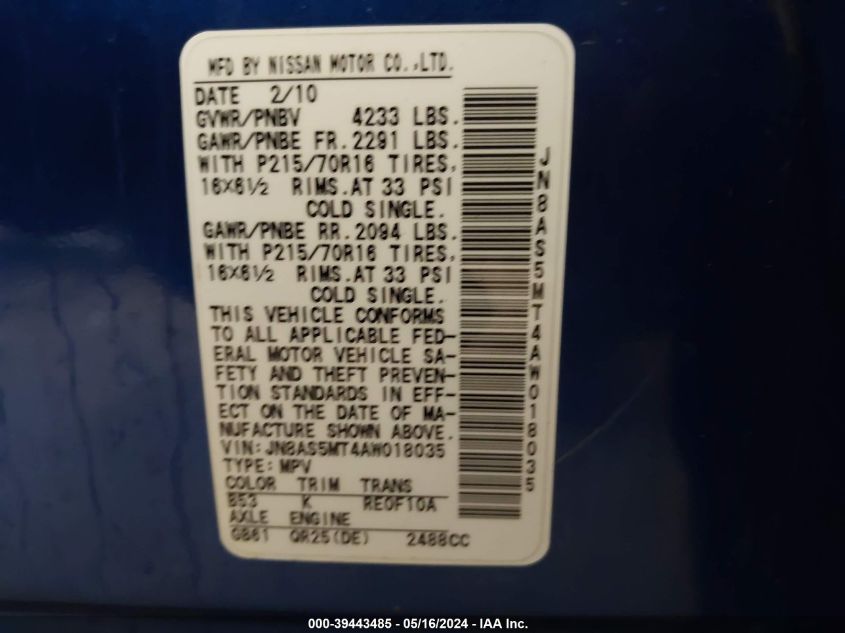 MFD BY NISSAN MOTOR CO.,LTD.
DATE 2/10
GVWR/PNBV 4233 LBS.
GAWR/PNBE FR.2291 LBS.
WITH P215/70R16 TIRES,
16X6½ RIMS.AT 33 PSI
COLD SINGLE.
GAWR/PNBE RR.2094 LBS.
WITH P215/70R16 TIRES,
16X6½ RIMS.AT 33 PSI
COLD SINGLE.
THIS VEHICLE CONFORMS
TO ALL APPLICABLE FED-
ERAL MOTOR VEHICLE SA-
FETY AND THEFT PREVEN-
TION STANDARDS IN EFF-
ECT ON THE DATE OF MA-
NUFACTURE SHOWN ABOVE.
VIN:JN8AS5MT4AW018035
TYPE:MPV
COLOR TRIM TRANS
B53 K RE0F10A
AXLE ENGINE
GB61 QR25(DE) 2488CC
JN8AS5MT4AW018035
000-39443485 - 05/16/2024 - IAA Inc.